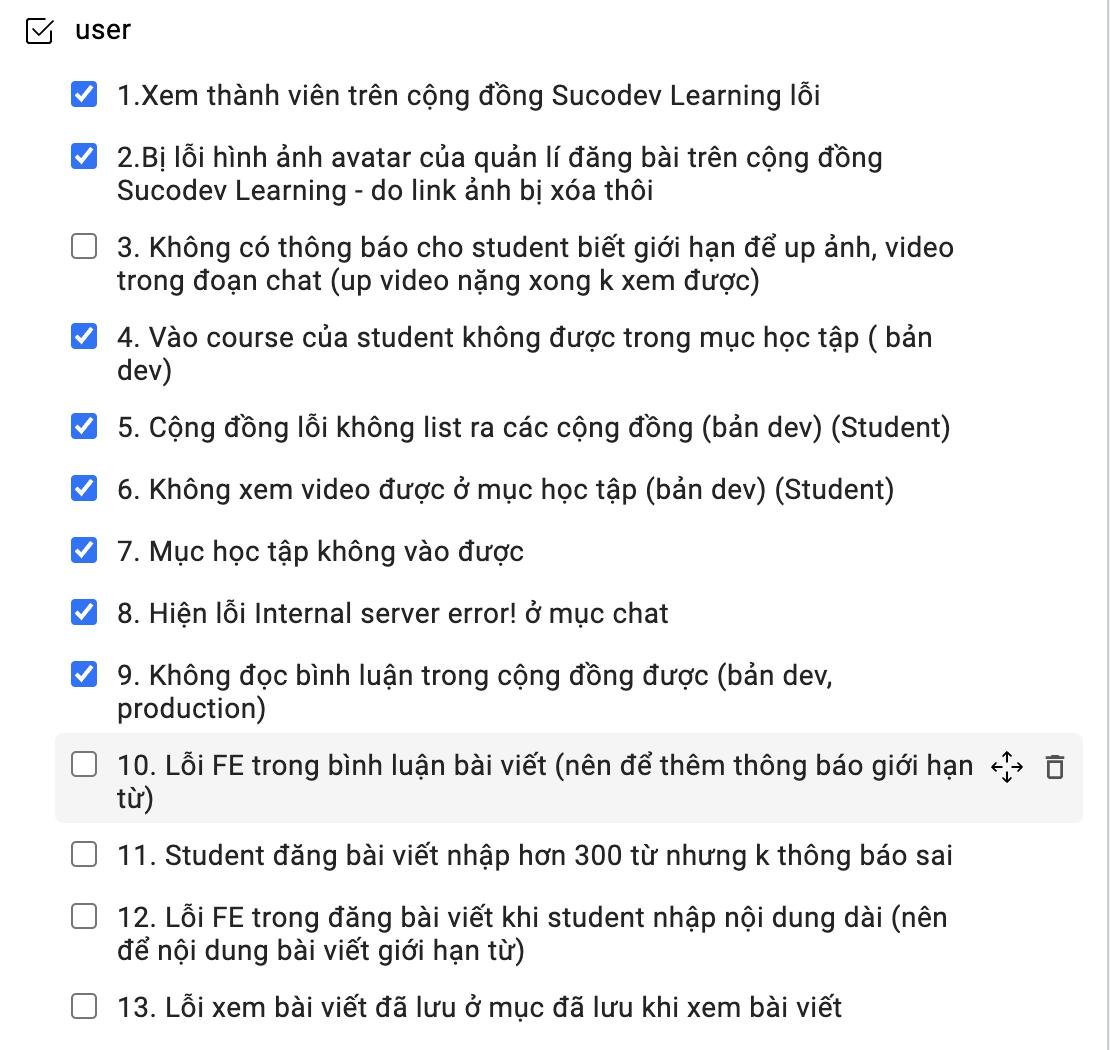 user
1.Xem thành viên trên cộng đồng Sucodev Learning lỗi
2.Bị lỗi hình ảnh avatar của quản lí đăng bài trên cộng đồng
Sucodev Learning - do link ảnh bị xóa thôi
3. Không có thông báo cho student biết giới hạn để up ảnh, video
trong đoạn chat (up video nặng xong k xem được)
4. Vào course của student không được trong mục học tập ( bản
dev)
5. Cộng đồng lỗi không list ra các cộng đồng (bản dev) (Student)
6. Không xem video được ở mục học tập (bản dev) (Student)
7. Mục học tập không vào được
8. Hiện lỗi Internal server error! ở mục chat
9. Không đọc bình luận trong cộng đồng được (bản dev,
production)
10. Lỗi FE trong bình luận bài viết (nên để thêm thông báo giới hạn
từ)
11. Student đăng bài viết nhập hơn 300 từ nhưng k thông báo sai
12. Lỗi FE trong đăng bài viết khi student nhập nội dung dài (nên
để nội dung bài viết giới hạn từ)
13. Lỗi xem bài viết đã lưu ở mục đã lưu khi xem bài viết